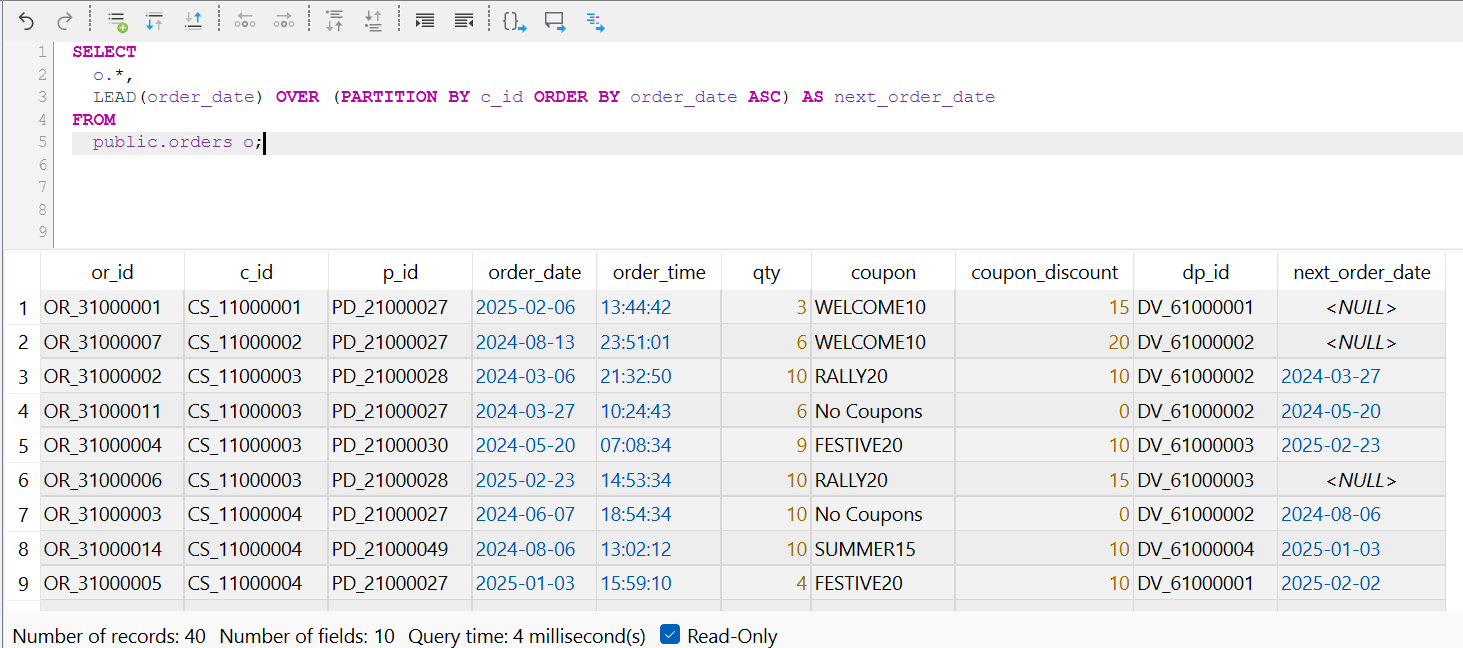 1 SELECT
2 o.*,
3 LEAD(order_date) OVER (PARTITION BY c_id ORDER BY order_date ASC) AS next_order_date
4 FROM
5 public.orders o;
6
7
8
9
or_id c_id p_id order_date order_time qty coupon coupon_discount dp_id next_order_date
1 OR_31000001 CS_11000001 PD_21000027 2025-02-06 13:44:42 3 WELCOME10 15 DV_61000001 <NULL>
2 OR_31000007 CS_11000002 PD_21000027 2024-08-13 23:51:01 6 WELCOME10 20 DV_61000002 <NULL>
3 OR_31000002 CS_11000003 PD_21000028 2024-03-06 21:32:50 10 RALLY20 10 DV_61000002 2024-03-27
4 OR_31000011 CS_11000003 PD_21000027 2024-03-27 10:24:43 6 No Coupons 0 DV_61000002 2024-05-20
5 OR_31000004 CS_11000003 PD_21000030 2024-05-20 07:08:34 9 FESTIVE20 10 DV_61000003 2025-02-23
6 OR_31000006 CS_11000003 PD_21000028 2025-02-23 14:53:34 10 RALLY20 15 DV_61000003 <NULL>
7 OR_31000003 CS_11000004 PD_21000027 2024-06-07 18:54:34 10 No Coupons 0 DV_61000002 2024-08-06
8 OR_31000014 CS_11000004 PD_21000049 2024-08-06 13:02:12 10 SUMMER15 10 DV_61000004 2025-01-03
9 OR_31000005 CS_11000004 PD_21000027 2025-01-03 15:59:10 4 FESTIVE20 10 DV_61000001 2025-02-02
Number of records: 40 Number of fields: 10 Query time: 4 millisecond(s) Read-Only